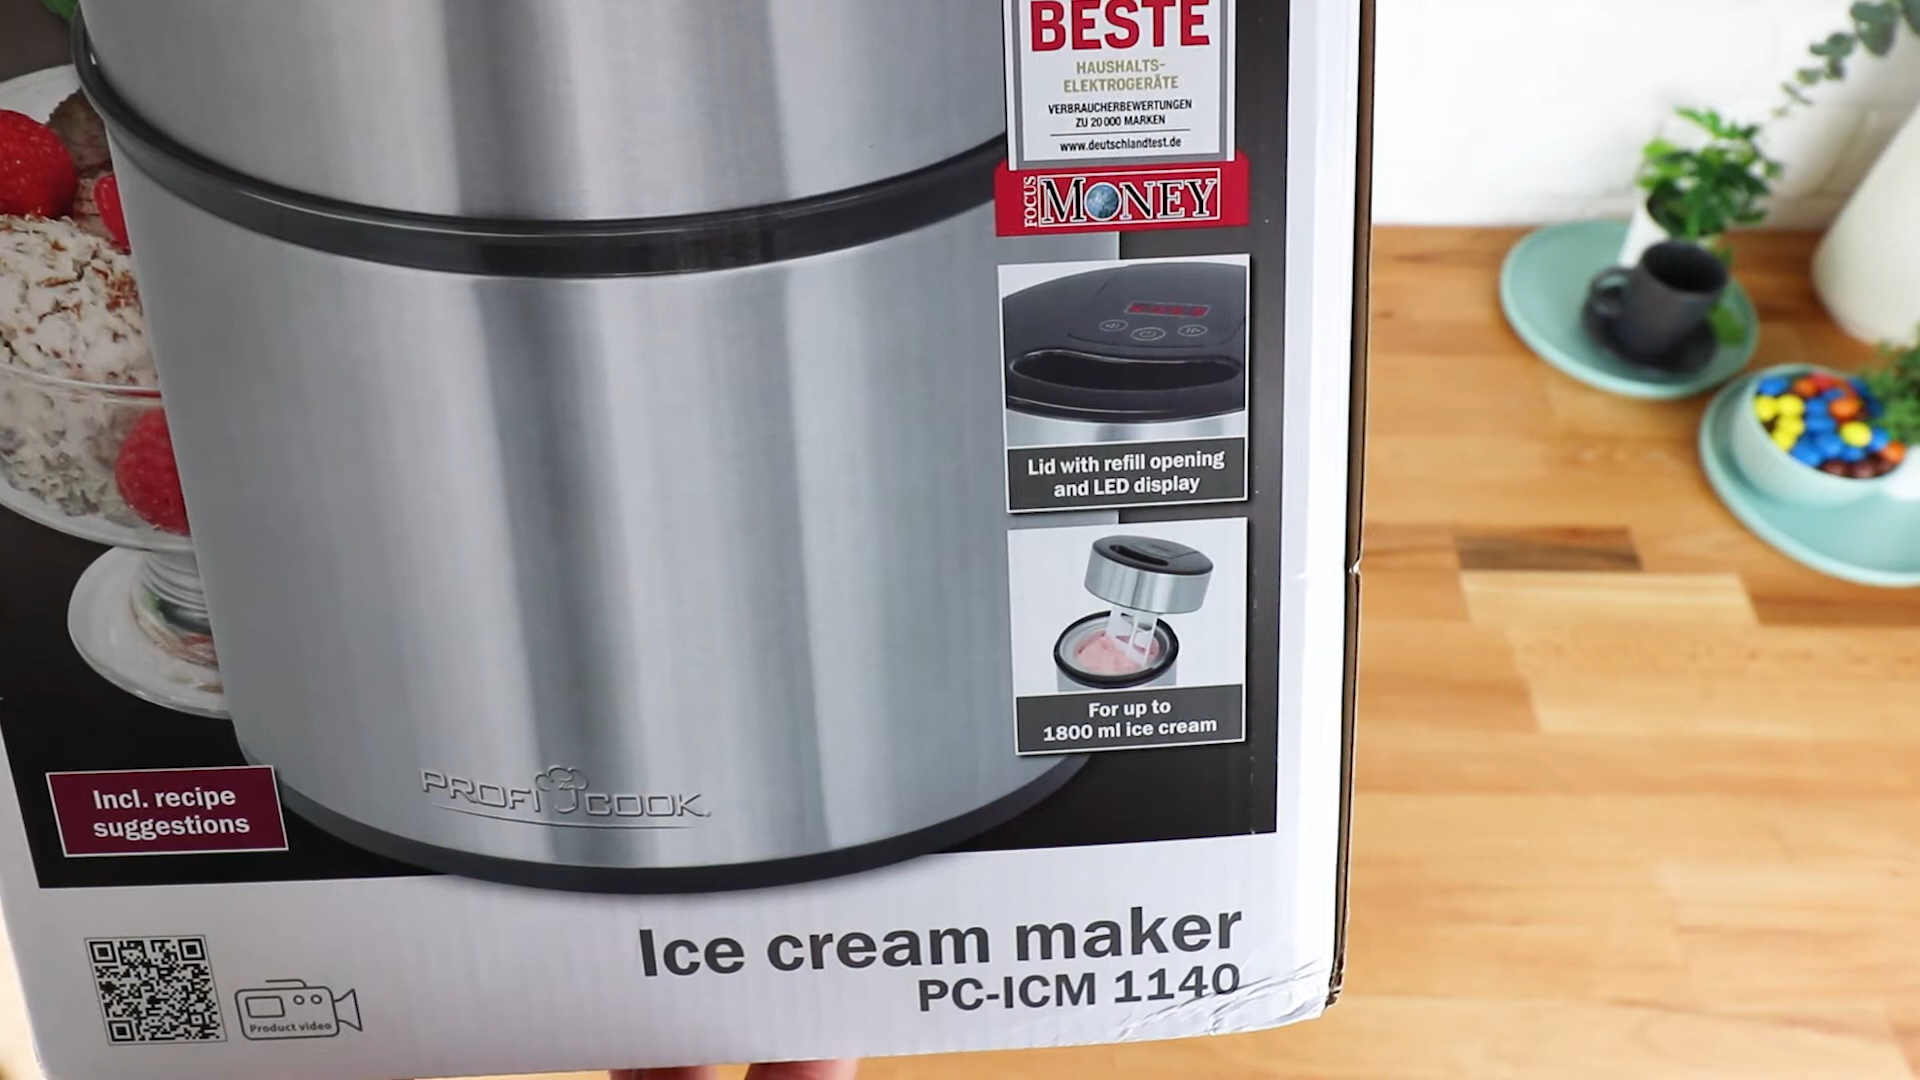 BESTE
HAUSHALTS-
ELEKTROGERÄTE
VERBRAUCHERBEWERTUNGEN
ZU 20 000 MARKEN
www.deutschlandtest.de
FOCUS
MONEY
Lid with refill opening
and LED display
For up to
1800 ml ice cream
PROFI COOK
Incl. recipe
suggestions
Ice cream maker
PC-ICM 1140
Product video